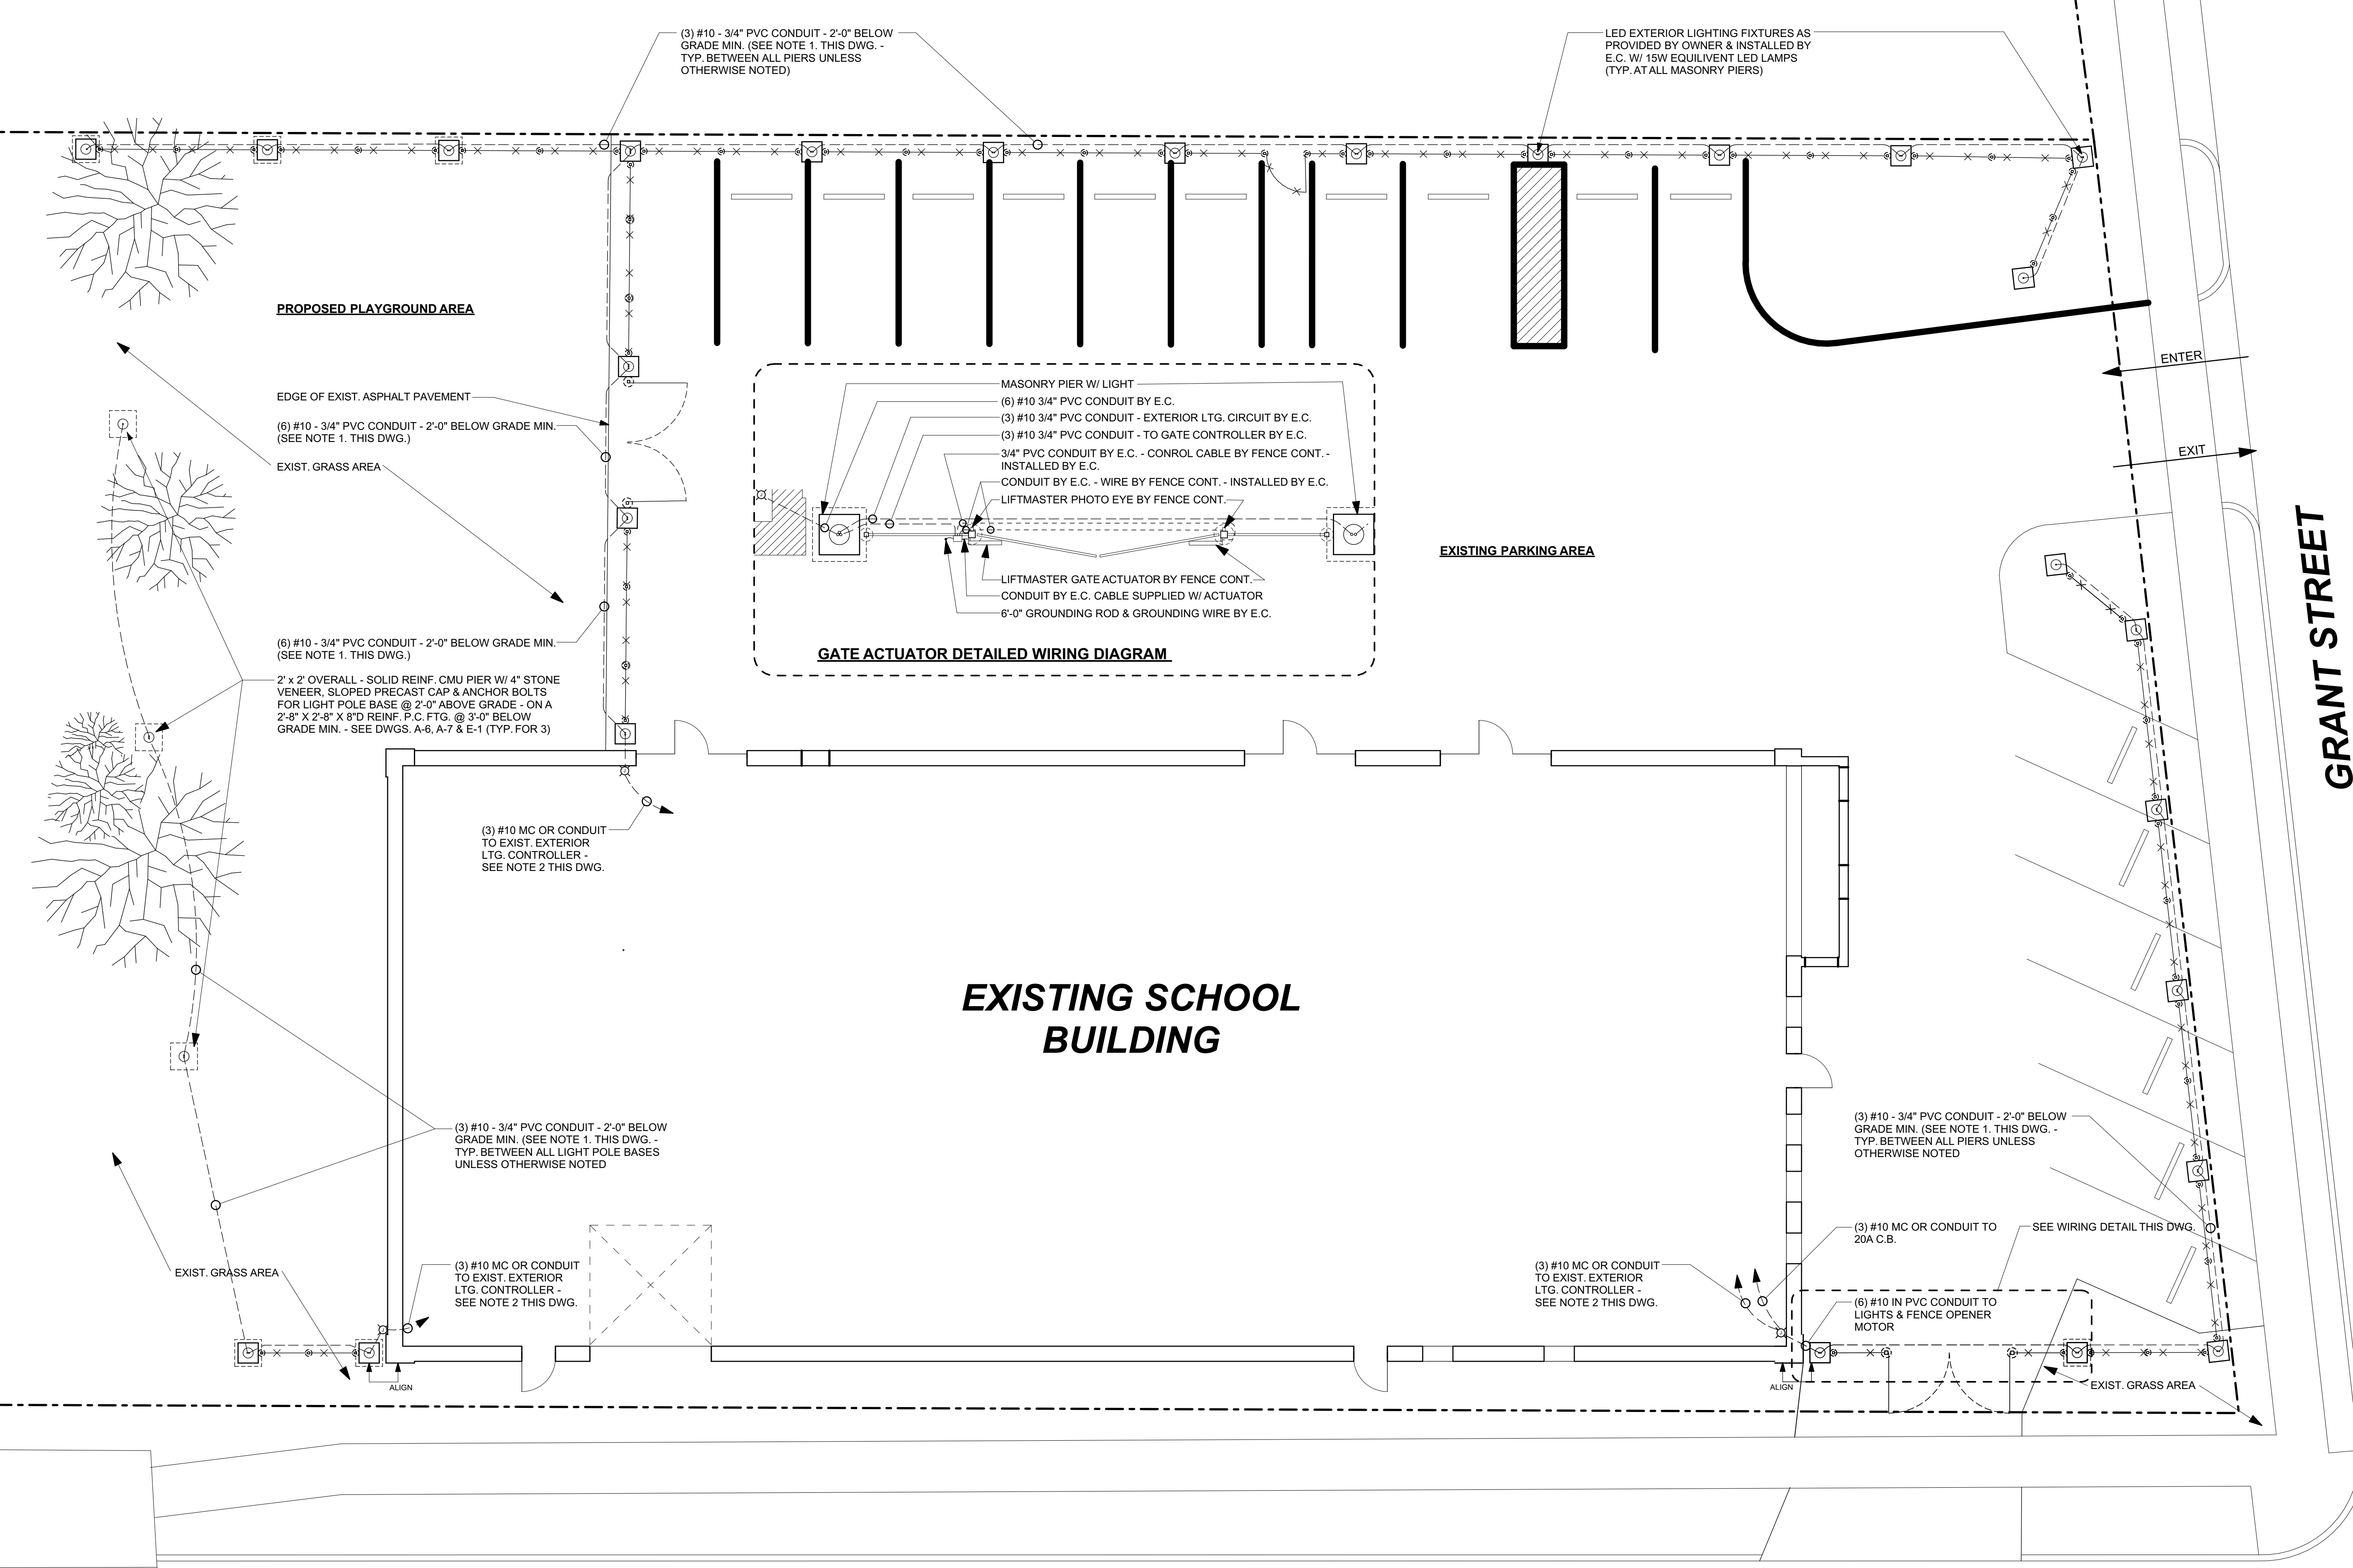 (3) #10 - 3/4" PVC CONDUIT - 2'-0" BELOW
GRADE MIN. (SEE NOTE 1. THIS DWG. -
TYP. BETWEEN ALL PIERS UNLESS
OTHERWISE NOTED)
LED EXTERIOR LIGHTING FIXTURES AS
PROVIDED BY OWNER & INSTALLED BY
E.C. W/ 15W EQUILIVENT LED LAMPS
(TYP. AT ALL MASONRY PIERS)
PROPOSED PLAYGROUND AREA
EDGE OF EXIST. ASPHALT PAVEMENT
(6) #10 - 3/4" PVC CONDUIT - 2'-0" BELOW GRADE MIN.
(SEE NOTE 1. THIS DWG.)
EXIST. GRASS AREA
(6) #10 - 3/4" PVC CONDUIT - 2'-0" BELOW GRADE MIN.
(SEE NOTE 1. THIS DWG.)
2' x 2' OVERALL - SOLID REINF. CMU PIER W/ 4" STONE
VENEER, SLOPED PRECAST CAP & ANCHOR BOLTS
FOR LIGHT POLE BASE @ 2'-0" ABOVE GRADE - ON A
2'-8" X 2'-8" X 8"D REINF. P.C. FTG. @ 3'-0" BELOW
GRADE MIN. - SEE DWGS. A-6, A-7 & E-1 (TYP. FOR 3)
MASONRY PIER W/ LIGHT
(6) #10 3/4" PVC CONDUIT BY E.C.
(3) #10 3/4" PVC CONDUIT - EXTERIOR LTG. CIRCUIT BY E.C.
(3) #10 3/4" PVC CONDUIT - TO GATE CONTROLLER BY E.C.
3/4" PVC CONDUIT BY E.C. - CONROL CABLE BY FENCE CONT. -
INSTALLED BY E.C.
CONDUIT BY E.C. - WIRE BY FENCE CONT. - INSTALLED BY E.C.
LIFTMASTER PHOTO EYE BY FENCE CONT.
LIFTMASTER GATE ACTUATOR BY FENCE CONT.
CONDUIT BY E.C. CABLE SUPPLIED W/ ACTUATOR
6'-0" GROUNDING ROD & GROUNDING WIRE BY E.C.
GATE ACTUATOR DETAILED WIRING DIAGRAM
EXISTING PARKING AREA
ENTER
EXIT
GRANT STREET
(3) #10 MC OR CONDUIT
TO EXIST. EXTERIOR
LTG. CONTROLLER -
SEE NOTE 2 THIS DWG.
EXISTING SCHOOL
BUILDING
(3) #10 - 3/4" PVC CONDUIT - 2'-0" BELOW
GRADE MIN. (SEE NOTE 1. THIS DWG. -
TYP. BETWEEN ALL LIGHT POLE BASES
UNLESS OTHERWISE NOTED
(3) #10 - 3/4" PVC CONDUIT - 2'-0" BELOW
GRADE MIN. (SEE NOTE 1. THIS DWG. -
TYP. BETWEEN ALL PIERS UNLESS
OTHERWISE NOTED
EXIST. GRASS AREA
(3) #10 MC OR CONDUIT
TO EXIST. EXTERIOR
LTG. CONTROLLER -
SEE NOTE 2 THIS DWG.
(3) #10 MC OR CONDUIT
TO EXIST. EXTERIOR
LTG. CONTROLLER -
SEE NOTE 2 THIS DWG.
(3) #10 MC OR CONDUIT TO
20A C.B.
SEE WIRING DETAIL THIS DWG.
(6) #10 IN PVC CONDUIT TO
LIGHTS & FENCE OPENER
MOTOR
ALIGN
ALIGN
EXIST. GRASS AREA